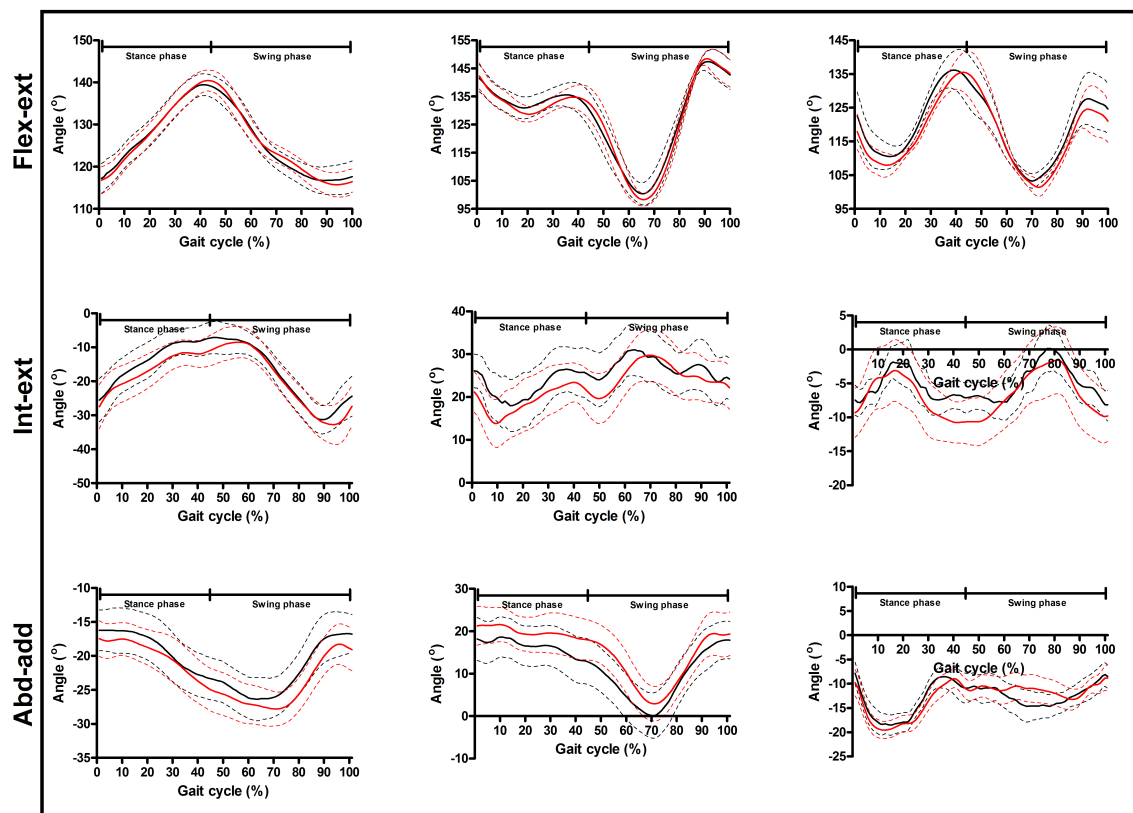 Flex-ext
150
140
130
120
110
Angle (°)
Stance phase
Swing phase
0 10 20 30 40 50 60 70 80 90 100
Gait cycle (%)
155
145
135
125
115
105
95
Angle (°)
Stance phase
Swing phase
0 10 20 30 40 50 60 70 80 90 100
Gait cycle (%)
145
135
125
115
105
95
Angle (°)
Stance phase
Swing phase
0 10 20 30 40 50 60 70 80 90 100
Gait cycle (%)
Int-ext
0
-10
-20
-30
-40
-50
Angle (°)
Stance phase
Swing phase
0 10 20 30 40 50 60 70 80 90 100
Gait cycle (%)
40
30
20
10
0
Angle (°)
Stance phase
Swing phase
0 10 20 30 40 50 60 70 80 90 100
Gait cycle (%)
5
0
-5
-10
-15
-20
Angle (°)
Stance phase
Swing phase
10 20 30 40 50 60 70 80 90 100
Gait cycle (%)
Abd-add
-10
-15
-20
-25
-30
-35
Angle (°)
Stance phase
Swing phase
0 10 20 30 40 50 60 70 80 90 100
Gait cycle (%)
30
20
10
0
-10
Angle (°)
Stance phase
Swing phase
10 20 30 40 50 60 70 80 90 100
Gait cycle (%)
10
5
0
-5
-10
-15
-20
-25
Angle (°)
Stance phase
Swing phase
10 20 30 40 50 60 70 80 90 100
Gait cycle (%)